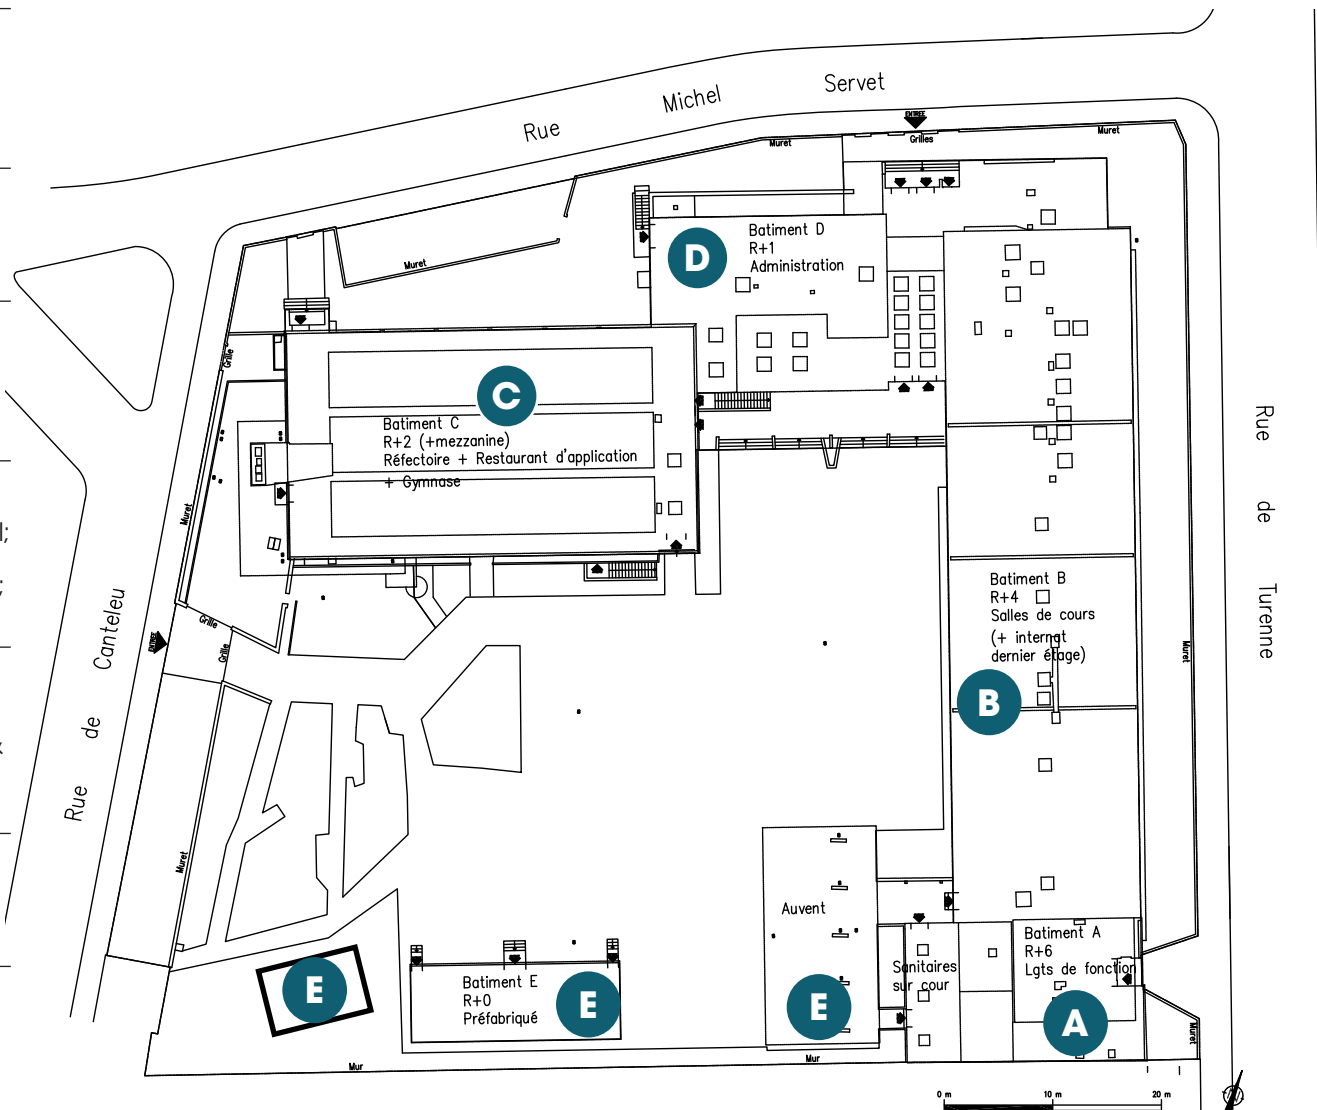 Rue Michel Servet
ENTREE
Muret
Grilles
Muret
D
Batiment D
R+1
Administration
Muret
Grille
C
Batiment C
R+2 (+mezzanine)
Réfectoire + Restaurant d'application
+ Gymnase
Muret
Rue de Turenne
Batiment B
R+4
Salles de cours
(+ internat
dernier étage)
B
Muret
Grille
ENTREE
Grille
Rue de Canteleu
Muret
Auvent
Batiment A
R+6
Lgts de fonction
A
Sanitaires
sur cour
E
Batiment E
R+0
Préfabriqué
E
E
Muret
Mur
Mur
0 m 10 m 20 m